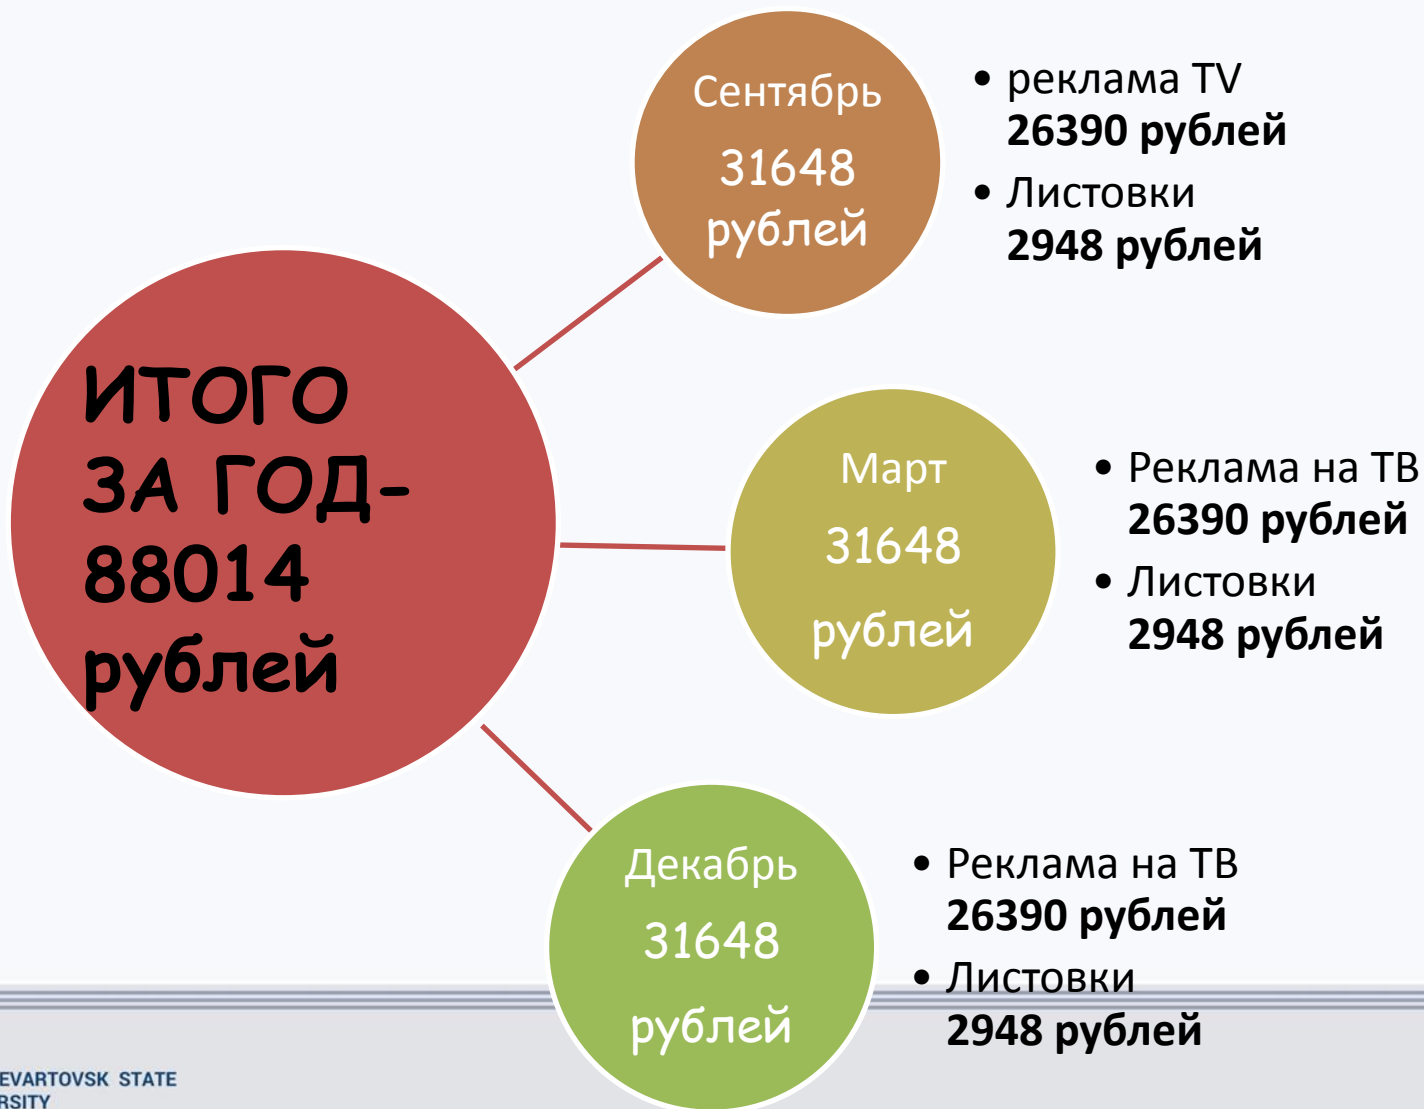 Сентябрь
31648
рублей
• реклама TV
26390 рублей
• Листовки
2948 рублей
ИТОГО
ЗА ГОД-
88014
рублей
Март
31648
рублей
• Реклама на ТВ
26390 рублей
• Листовки
2948 рублей
Декабрь
31648
рублей
• Реклама на ТВ
26390 рублей
• Листовки
2948 рублей
EVARTOVSK STATE
RSITY